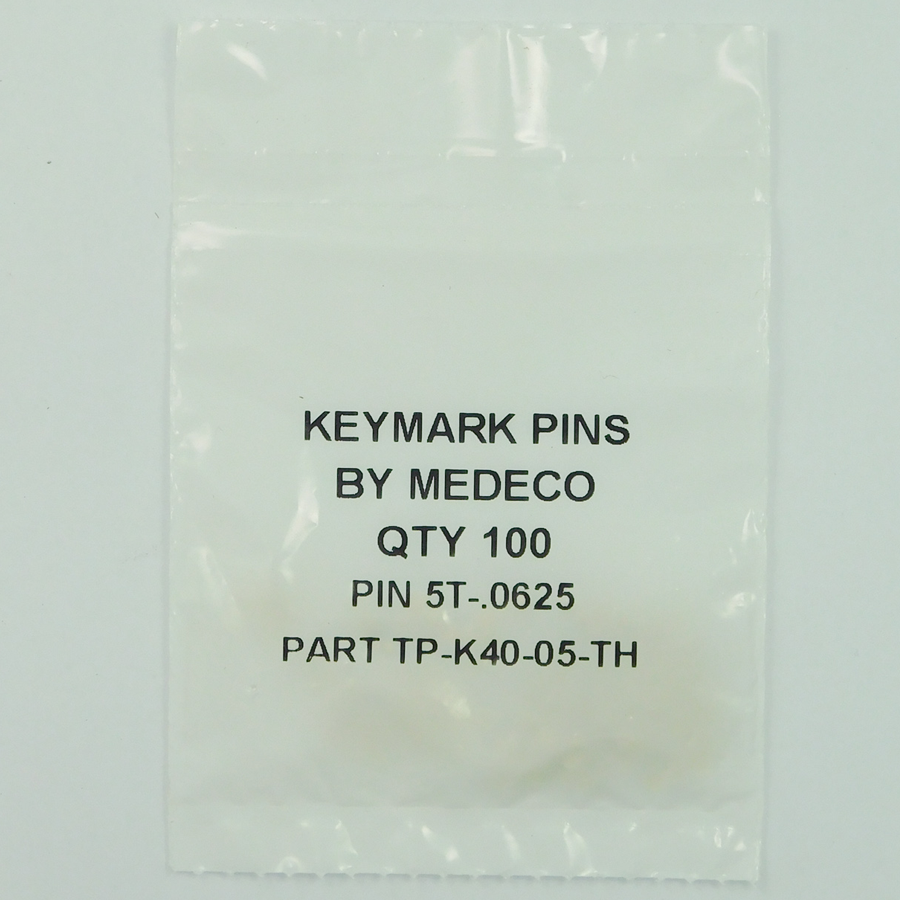 KEYMARK PINS
BY MEDECO
QTY 100
PIN 5T-.0625
PART TP-K40-05-TH